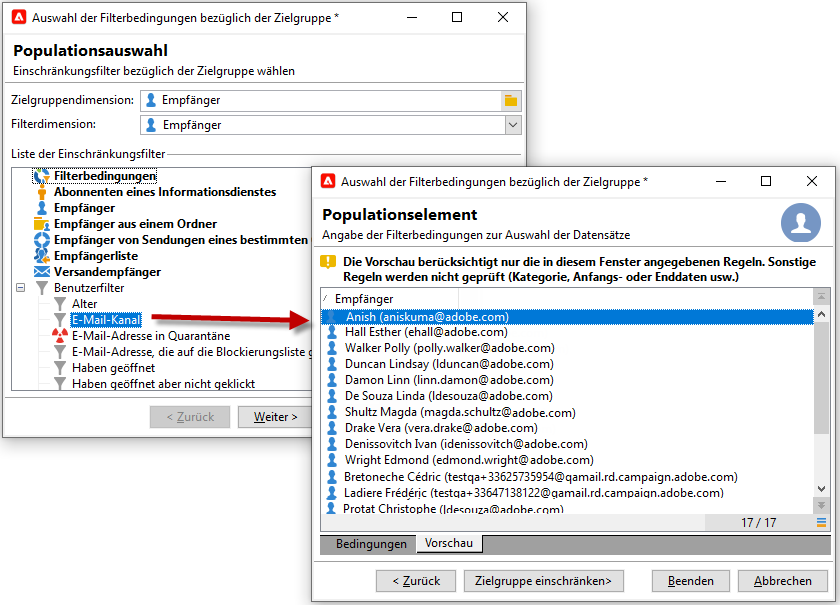 Auswahl der Filterbedingungen bezüglich der Zielgruppe *
Populationsauswahl
Einschränkungsfilter bezüglich der Zielgruppe wählen
Zielgruppendimension: Empfänger
Filterdimension: Empfänger
Liste der Einschränkungsfilter
Filterbedingungen
Abonnenten eines Informationsdienstes
Empfänger
Empfänger aus einem Ordner
Empfänger von Sendungen eines bestimmten
Empfängerliste
Versandempfänger
Benutzerfilter
Alter
E-Mail-Kanal
E-Mail-Adresse in Quarantäne
E-Mail-Adresse, die auf die Blockierungsliste
Haben geöffnet
Haben geöffnet aber nicht geklickt
< Zurück
Weiter >
Auswahl der Filterbedingungen bezüglich der Zielgruppe *
Populationselement
Angabe der Filterbedingungen zur Auswahl der Datensätze
Die Vorschau berücksichtigt nur die in diesem Fenster angegebenen Regeln. Sonstige
Regeln werden nicht geprüft (Kategorie, Anfangs- oder Enddaten usw.)
Empfänger
Anish (aniskuma@adobe.com)
Hall Esther (ehall@adobe.com)
Walker Polly (polly.walker@adobe.com)
Duncan Lindsay (lduncan@adobe.com)
Damon Linn (linn.damon@adobe.com)
De Souza Linda (ldesouza@adobe.com)
Shultz Magda (magda.schultz@adobe.com)
Drake Vera (vera.drake@adobe.com)
Denissovitch Ivan (idenissovitch@adobe.com)
Wright Edmond (edmond.wright@adobe.com)
Bretoneche Cédric (testqa+33625735954@qamail.rd.campaign.adobe.com)
Ladiere Frédéric (testqa+33647138122@qamail.rd.campaign.adobe.com)
Protat Christophe (ldesouza@adobe.com)
17 / 17
Bedingungen
Vorschau
< Zurück
Zielgruppe einschränken>
Beenden
Abbrechen